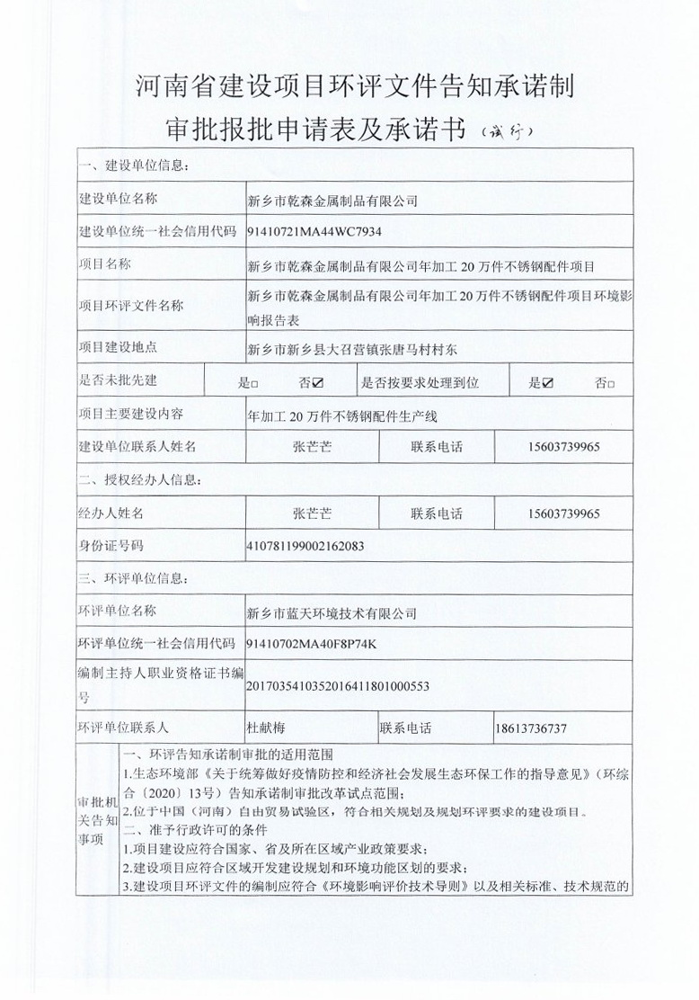 河南省建设项目环评文件告知承诺制
审批报批申请表及承诺书（试行）
一、建设单位信息：
建设单位名称 新乡市乾森金属制品有限公司
建设单位统一社会信用代码 91410721MA44WC7934
项目名称 新乡市乾森金属制品有限公司年加工 20 万件不锈钢配件项目
项目环评文件名称 新乡市乾森金属制品有限公司年加工 20 万件不锈钢配件项目环境影
响报告表
项目建设地点 新乡市新乡县大召营镇张唐马村村东
是否未批先建 是□ 否☑ 是否按要求处理到位 是☑ 否□
项目主要建设内容 年加工 20 万件不锈钢配件生产线
建设单位联系人姓名 张芒芒 联系电话 15603739965
二、授权经办人信息：
经办人姓名 张芒芒 联系电话 15603739965
身份证号码 410781199002162083
三、环评单位信息：
环评单位名称 新乡市蓝天环境技术有限公司
环评单位统一社会信用代码 91410702MA40F8P74K
编制主持人职业资格证书编
号 2017035410352016411801000553
环评单位联系人 杜献梅 联系电话 18613736737
审批机
关告知
事项
一、环评告知承诺制审批的适用范围
1.生态环境部《关于统筹做好疫情防控和经济社会发展生态环保工作的指导意见》（环综
合〔2020〕13号）告知承诺制审批改革试点范围；
2.位于中国（河南）自由贸易试验区，符合相关规划及规划环评要求的建设项目。
二、准予行政许可的条件
1.项目建设应符合国家、省及所在区域产业政策要求；
2.建设项目应符合区域开发建设规划和环境功能区划的要求；
3.建设项目环评文件的编制应符合《环境影响评价技术导则》以及相关标准、技术规范的